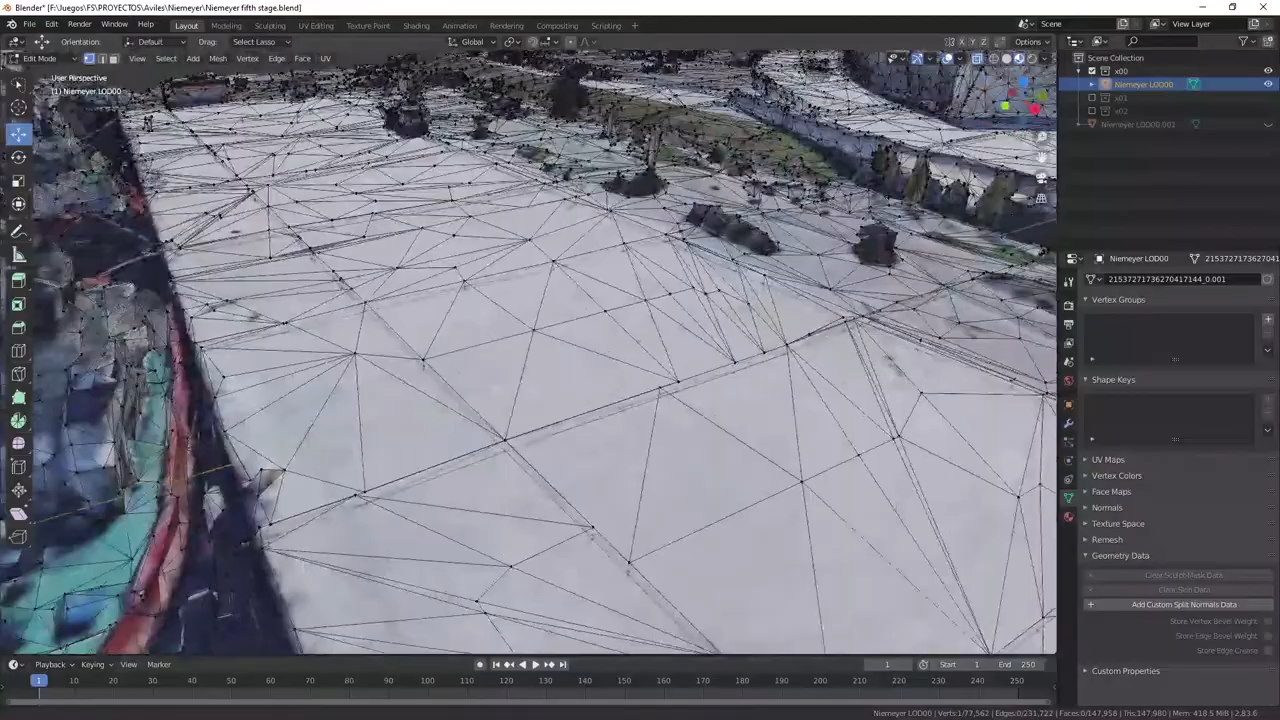 Blender* [F:\Juegos\FS\PROYECTOS\Aviles\Niemeyer\Niemeyer fifth stage.blend]
File Edit Render Window Help Layout Modeling Sculpting UV Editing Texture Paint Shading Animation Rendering Compositing Scripting + Scene View Layer
Orientation: Default Drag: Select Lasso Global X Y Z Options
Edit Mode View Select Add Mesh Vertex Edge Face UV
User Perspective
(1) Niemeyer LOD00
Scene Collection
x00
Niemeyer LOD00
x01
x02
Niemeyer LOD00.001
Niemeyer LOD00 2153727173627041
21537271736270417144_0.001
Vertex Groups
Shape Keys
UV Maps
Vertex Colors
Face Maps
Normals
Texture Space
Remesh
Geometry Data
Clear Sculpt-Mask Data
Clear Skin Data
Add Custom Split Normals Data
Store Vertex Bevel Weight
Store Edge Bevel Weight
Store Edge Crease
Custom Properties
Playback Keying View Marker 1 Start 1 End 250
1 10 20 30 40 50 60 70 80 90 100 110 120 130 140 150 160 170 180 190 200 210 220 230 240 250
Niemeyer LOD00 | Verts:1/77,562 | Edges:0/231,722 | Faces:0/147,958 | Tris:147,980 | Mem: 418.5 MiB | 2.83.6